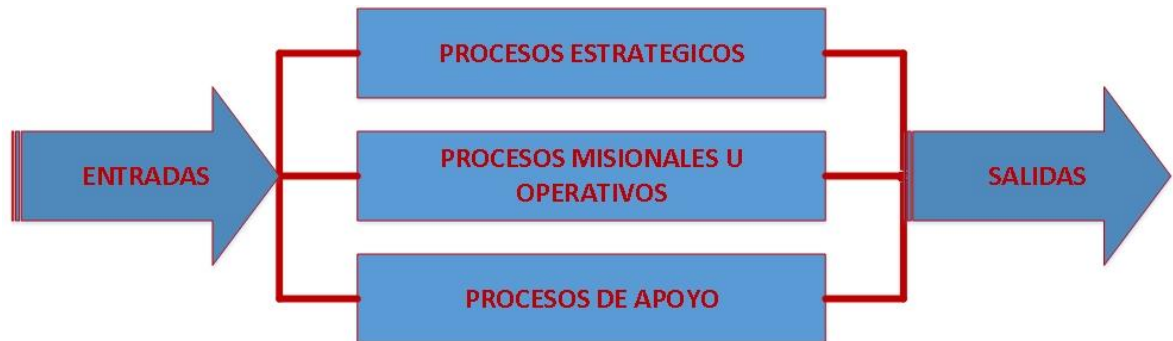 PROCESOS ESTRATEGICOS
ENTRADAS
PROCESOS MISIONALES U
OPERATIVOS
SALIDAS
PROCESOS DE APOYO